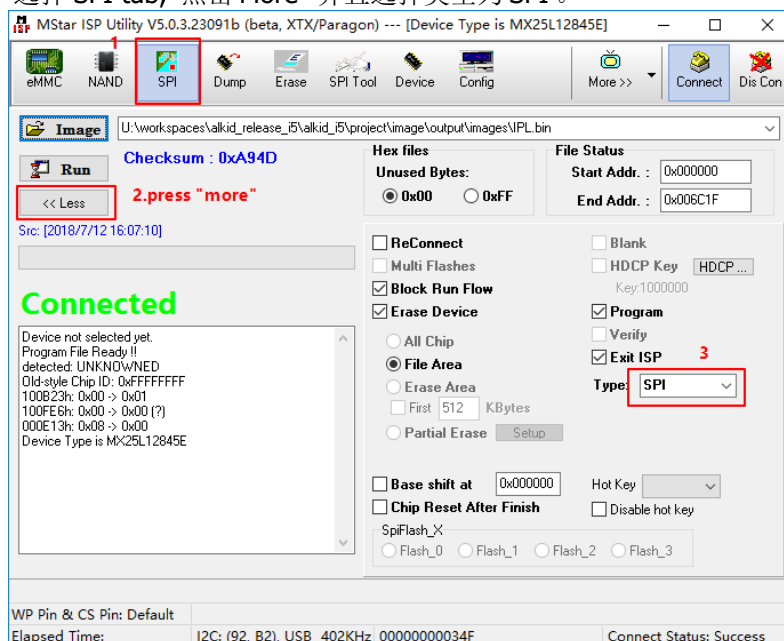 选择 SPI tab, 点击"More" 并且选择类型为SPI。
MStar ISP Utility V5.0.3.23091b (beta, XTX/Paragon) --- [Device Type is MX25L12845E]
1
eMMC NAND SPI Dump Erase SPI Tool Device Config More >> Connect Dis Con
Image U:\workspaces\alkid_release_i5\alkid_i5\project\image\output\images\IPL.bin
Run
Checksum : 0xA94D
<< Less
2.press "more"
Hex files
Unused Bytes:
0x00 0xFF
File Status
Start Addr. : 0x000000
End Addr. : 0x006C1F
Src: [2018/7/12 16:07:10]
Connected
Device not selected yet.
Program File Ready !!
detected: UNKNOWNED
Old-style Chip ID: 0xFFFFFFFF
100B23h: 0x00 -> 0x01
100FE6h: 0x00 -> 0x00 (?)
000E13h: 0x08 -> 0x00
Device Type is MX25L12845E
ReConnect
Multi Flashes
Block Run Flow
Erase Device
All Chip
File Area
Erase Area
First 512 KBytes
Partial Erase Setup
Blank
HDCP Key HDCP ...
Key:1000000
Program
Verify
Exit ISP
3
Type: SPI
Base shift at 0x000000
Hot Key
Chip Reset After Finish
Disable hot key
SpiFlash_X
Flash_0 Flash_1 Flash_2 Flash_3
WP Pin & CS Pin: Default
Elapsed Time: I2C: (92, B2), USB 402KHz 00000000034F Connect Status: Success